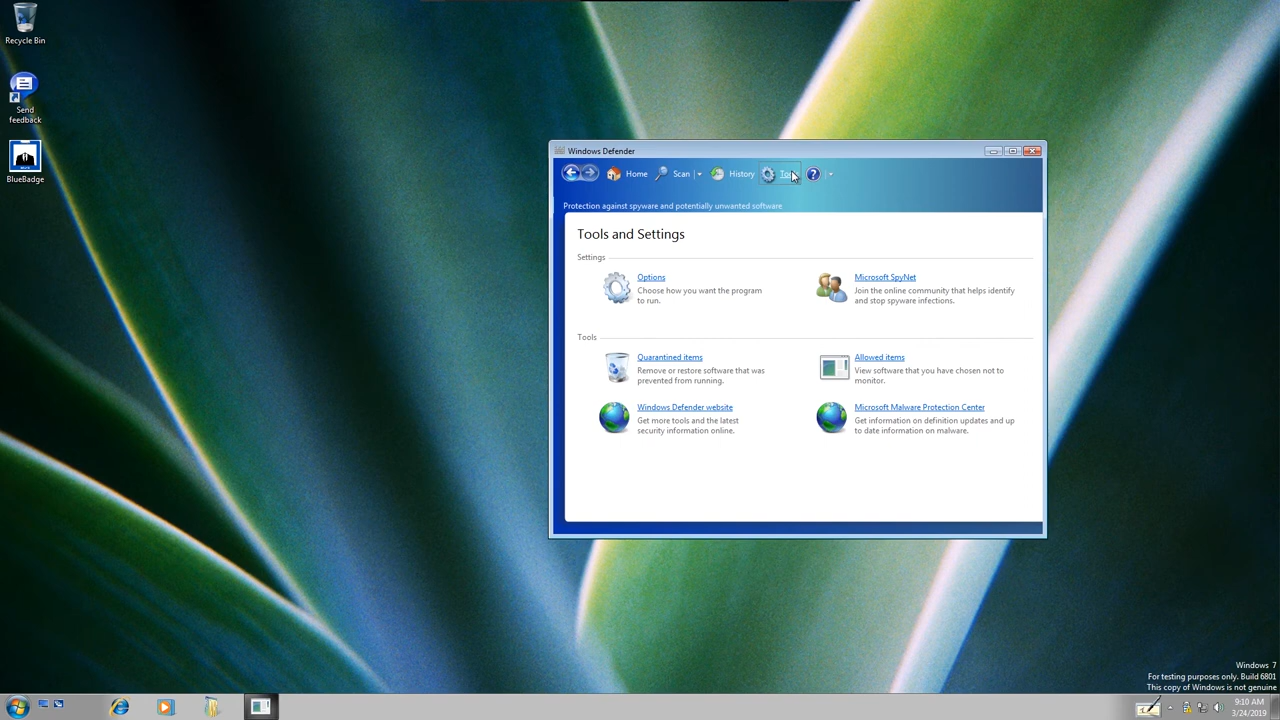 Recycle Bin
Send
feedback
BlueBadge
Windows Defender
Home
Scan
History
?
Protection against spyware and potentially unwanted software
Tools and Settings
Settings
Options
Choose how you want the program
to run.
Microsoft SpyNet
Join the online community that helps identify
and stop spyware infections.
Tools
Quarantined items
Remove or restore software that was
prevented from running.
Allowed items
View software that you have chosen not to
monitor.
Windows Defender website
Get more tools and the latest
security information online.
Microsoft Malware Protection Center
Get information on definition updates and up
to date information on malware.
Windows 7
For testing purposes only. Build 6801
This copy of Windows is not genuine
9:10 AM
3/24/2019